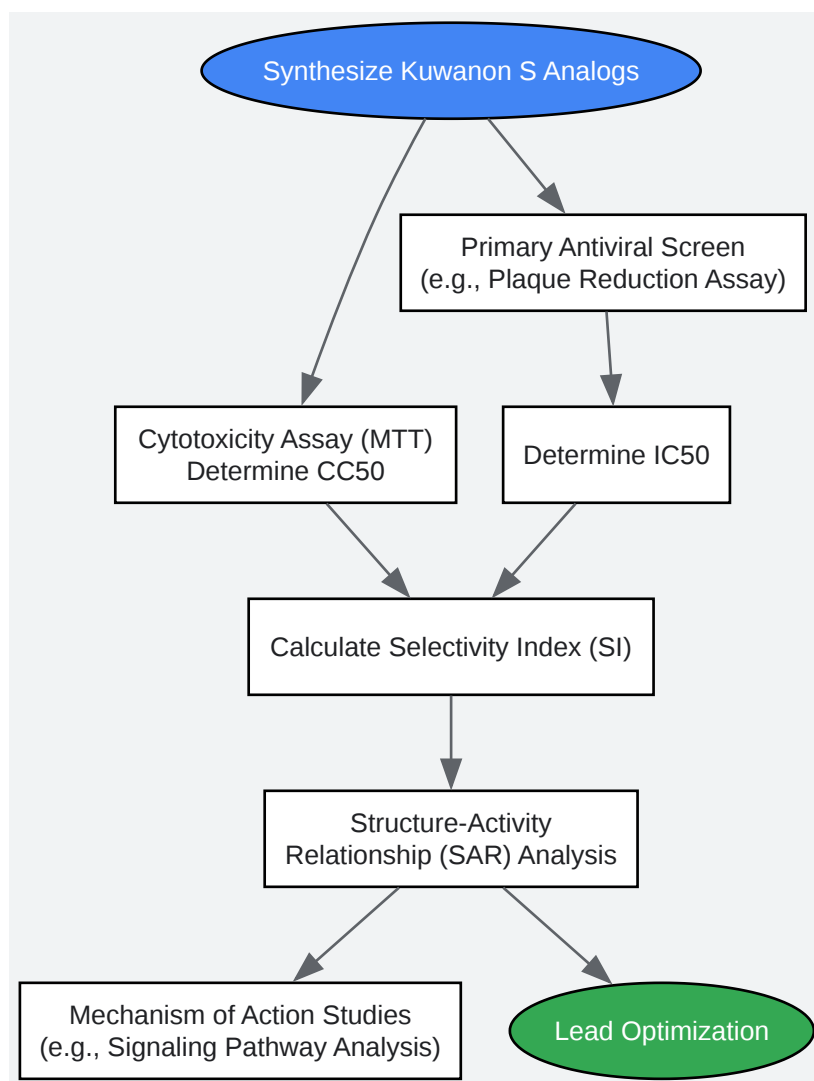 Synthesize Kuwanon S Analogs
Primary Antiviral Screen
(e.g., Plaque Reduction Assay)
Cytotoxicity Assay (MTT)
Determine CC50
Determine IC50
Calculate Selectivity Index (SI)
Structure-Activity
Relationship (SAR) Analysis
Mechanism of Action Studies
(e.g., Signaling Pathway Analysis)
Lead Optimization